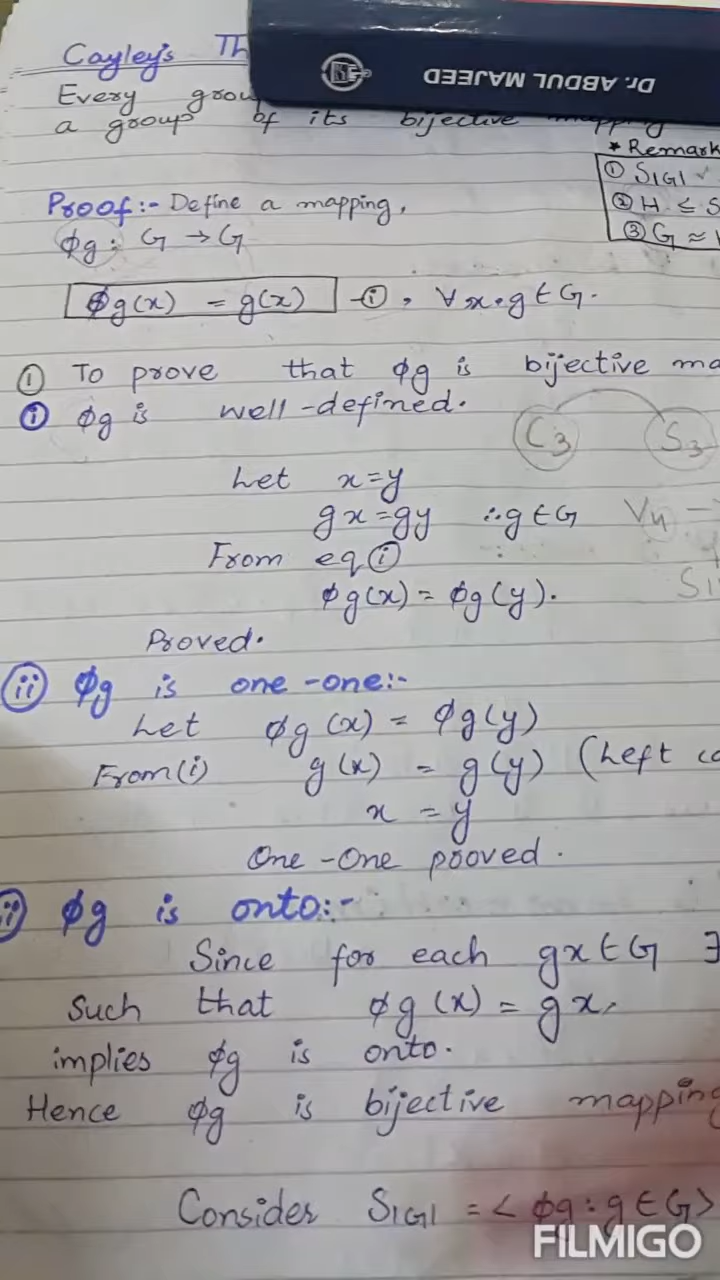 Cayley's Th
Dr. ABDUL MAJEED
Every grou
a group of its bijective mapping
* Remark
① S|G| ✓
② H ≤ S
③ G ≈
Proof:- Define a mapping,
ϕg : G → G
ϕg(x) = g(x) -①, ∀ x, g ∈ G.
① To prove that ϕg is bijective ma
ⓘ ϕg is well-defined.
C3 S3
Let x = y
gx = gy ∴ g ∈ G V4 -
From eq ⓘ
ϕg(x) = ϕg(y).
Proved.
ⓘⓘ ϕg is one-one:-
Let ϕg (x) = ϕg(y)
From (i) g(x) = g(y) (Left ca
x = y
One-One pooved.
ϕg is onto:-
Since for each gx ∈ G ∃
Such that ϕg (x) = gx,
implies ϕg is onto.
Hence ϕg is bijective mapping
Consider S|G| = < ϕg : g ∈ G >
FILMIGO